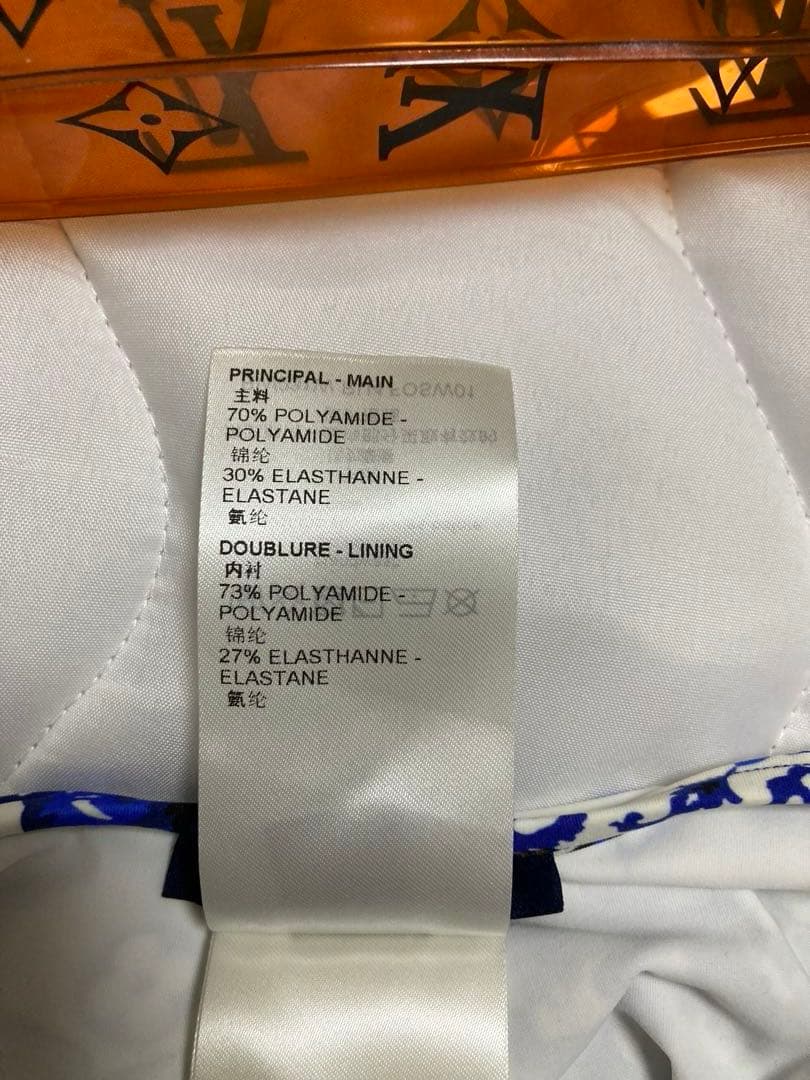 PRINCIPAL - MAIN
主料
70% POLYAMIDE -
POLYAMIDE
锦纶
30% ELASTHANNE -
ELASTANE
氨纶
DOUBLURE - LINING
内衬
73% POLYAMIDE -
POLYAMIDE
锦纶
27% ELASTHANNE -
ELASTANE
氨纶